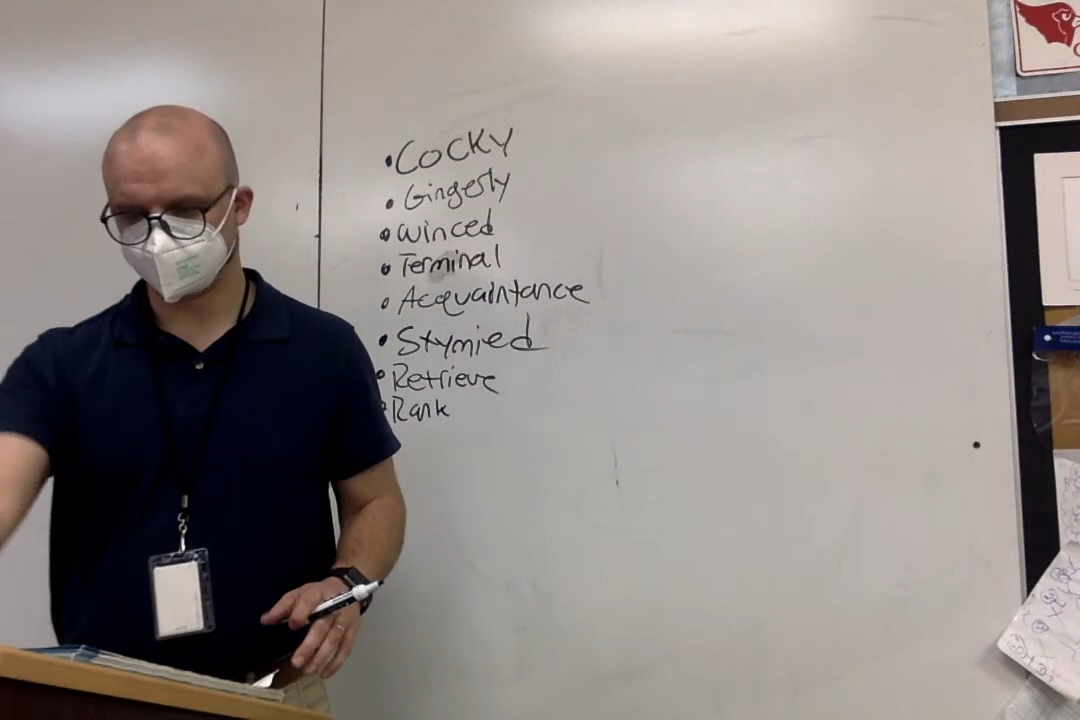 • Cocky
• Gingerly
• Winced
• Terminal
• Acquaintance
• Stymied
• Retrieve
• Rank